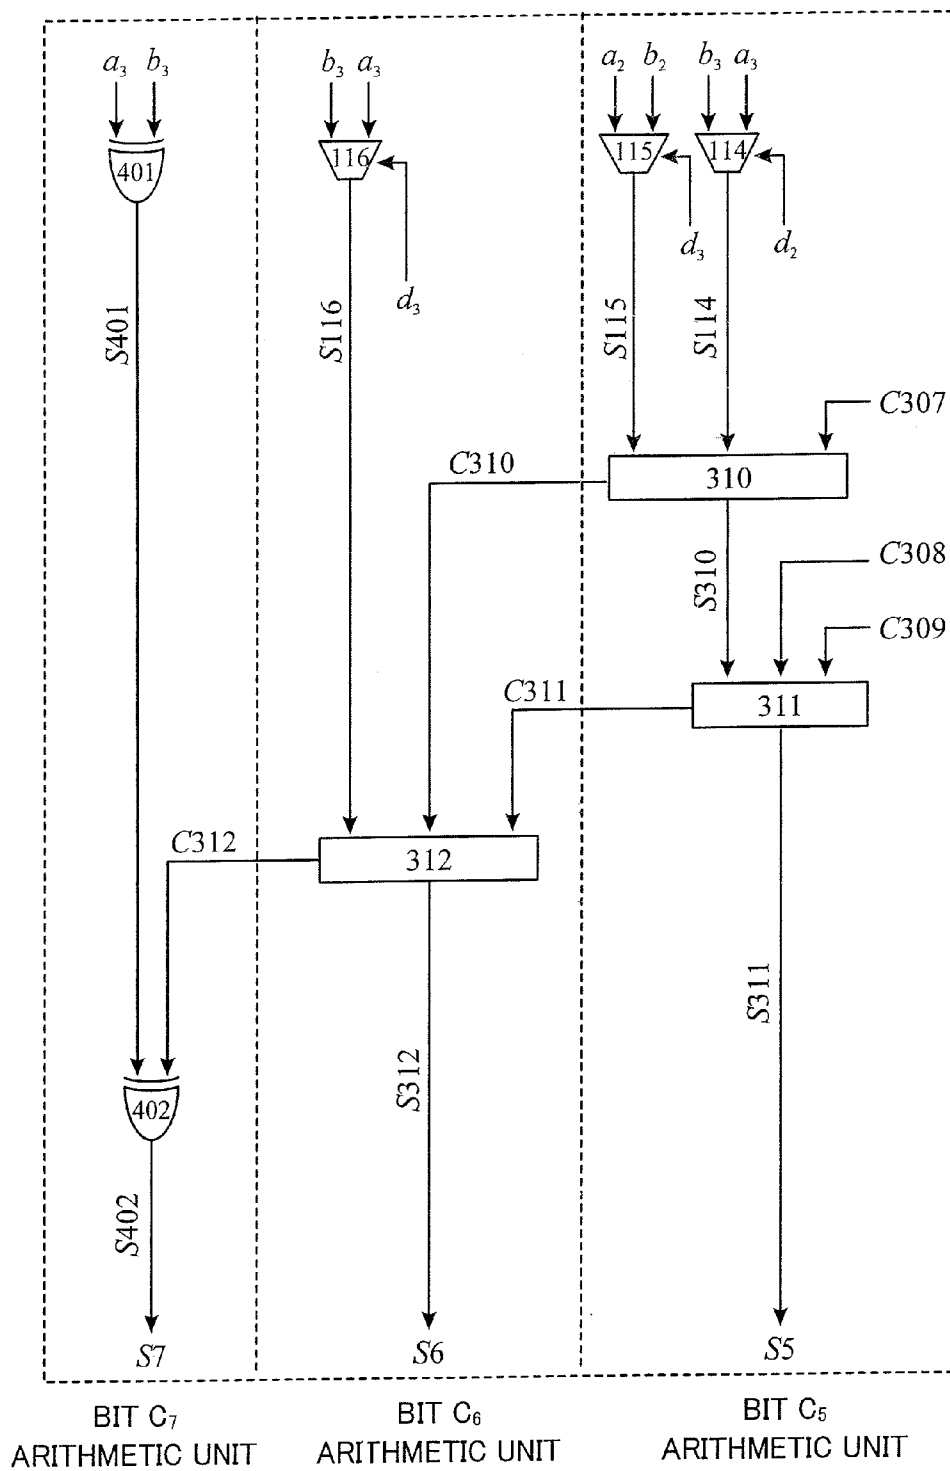 a₃ b₃
b₃ a₃
a₂ b₂ b₃ a₃
401
116
115
114
d₃
d₂
d₃
S401
S116
S115
S114
C307
C310
310
S310
C308
C309
C311
311
C312
312
S311
S312
402
S402
S7
S6
S5
BIT C₇
ARITHMETIC UNIT
BIT C₆
ARITHMETIC UNIT
BIT C₅
ARITHMETIC UNIT